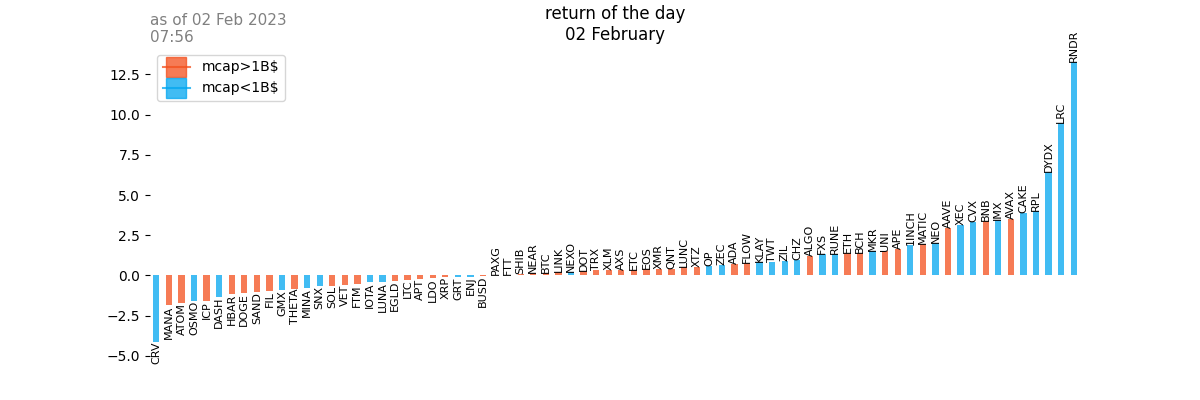 as of 02 Feb 2023
07:56
return of the day
02 February
mcap>1B$
mcap<1B$
12.5
10.0
7.5
5.0
2.5
0.0
−2.5
−5.0
CRV
MANA
ATOM
OSMO
ICP
DASH
HBAR
DOGE
SAND
FIL
GMX
THETA
MINA
SNX
SOL
VET
FTM
IOTA
LUNA
EGLD
LTC
APT
LDO
XRP
GRT
ENJ
BUSD
PAXG
FTT
SHIB
NEAR
BTC
LINK
NEXO
DOT
TRX
XLM
AXS
ETC
EOS
XMR
QNT
LUNC
XTZ
OP
ZEC
ADA
FLOW
KLAY
TWT
ZIL
CHZ
ALGO
FXS
RUNE
ETH
BCH
MKR
UNI
APE
1INCH
MATIC
NEO
AAVE
XEC
CVX
BNB
IMX
AVAX
CAKE
RPL
DYDX
LRC
RNDR